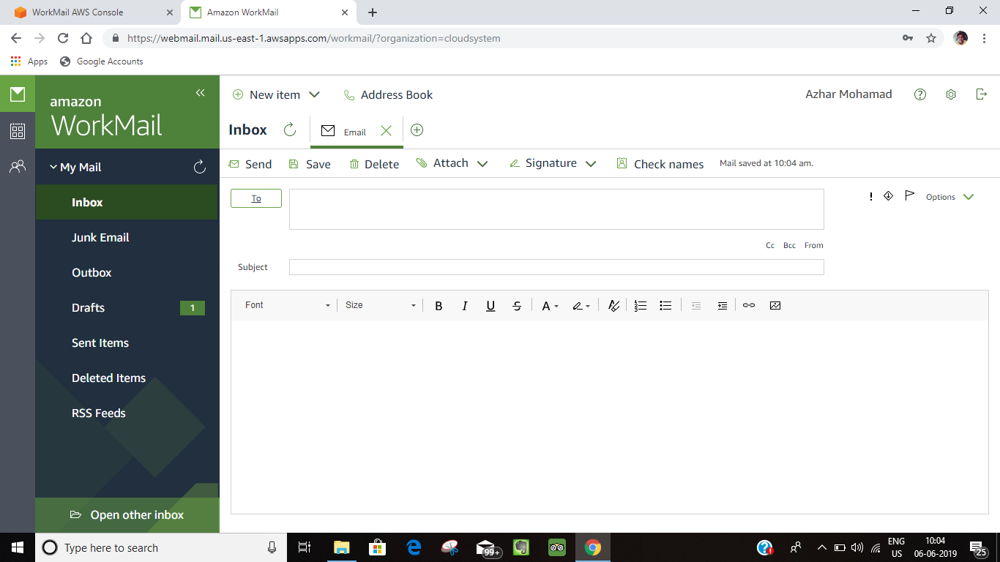 WorkMail AWS Console
Amazon WorkMail
https://webmail.mail.us-east-1.awsapps.com/workmail/?organization=cloudsystem
Apps Google Accounts
amazon
WorkMail
New item Address Book Azhar Mohamad
Inbox Email
Send Save Delete Attach Signature Check names Mail saved at 10:04 am.
My Mail
Inbox
Junk Email
Outbox
Drafts 1
Sent Items
Deleted Items
RSS Feeds
Open other inbox
To ! Options
Cc Bcc From
Subject
Font Size B I U S A
Type here to search
99+
ENG
US
10:04
06-06-2019
25